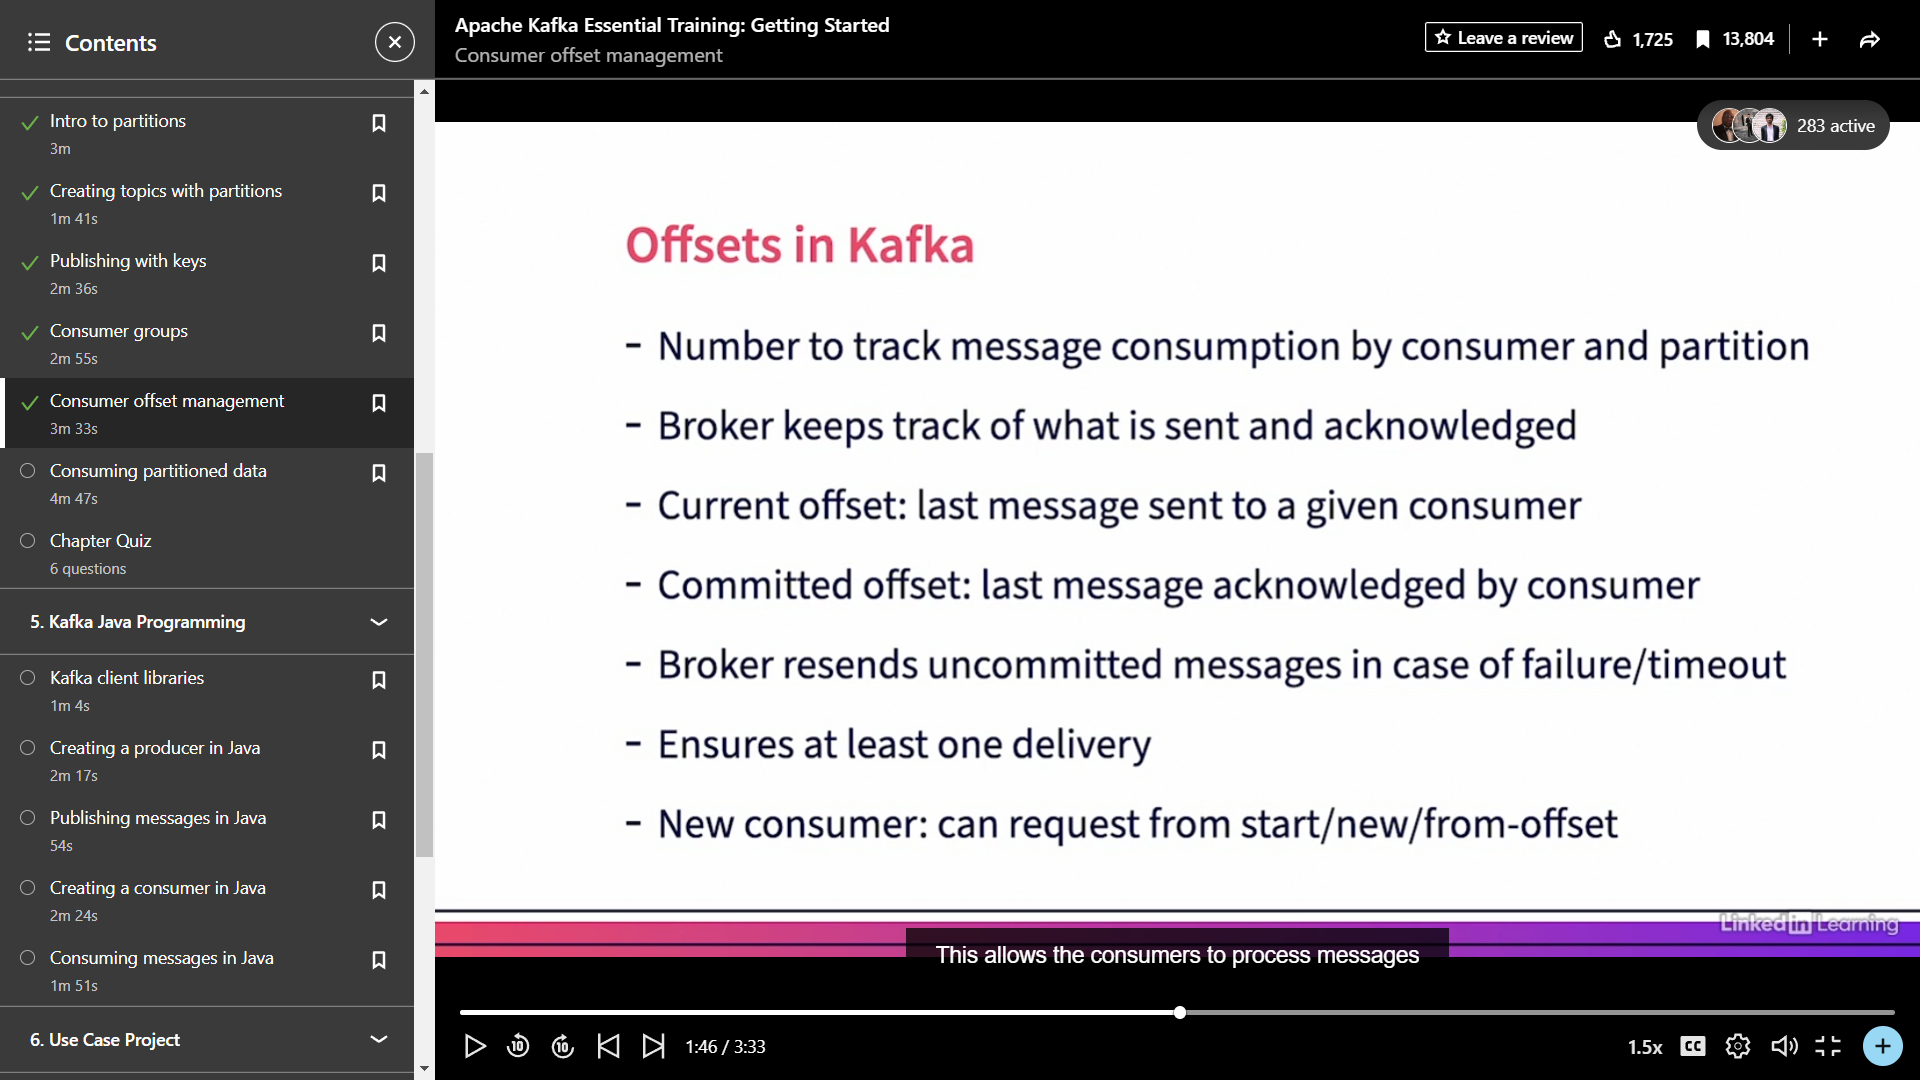 Contents
Intro to partitions
3m
Creating topics with partitions
1m 41s
Publishing with keys
2m 36s
Consumer groups
2m 55s
Consumer offset management
3m 33s
Consuming partitioned data
4m 47s
Chapter Quiz
6 questions
5. Kafka Java Programming
Kafka client libraries
1m 4s
Creating a producer in Java
2m 17s
Publishing messages in Java
54s
Creating a consumer in Java
2m 24s
Consuming messages in Java
1m 51s
6. Use Case Project
Apache Kafka Essential Training: Getting Started
Consumer offset management
Leave a review
1,725
13,804
283 active
Offsets in Kafka
- Number to track message consumption by consumer and partition
- Broker keeps track of what is sent and acknowledged
- Current offset: last message sent to a given consumer
- Committed offset: last message acknowledged by consumer
- Broker resends uncommitted messages in case of failure/timeout
- Ensures at least one delivery
- New consumer: can request from start/new/from-offset
Linked in Learning
This allows the consumers to process messages
10
10
1:46 / 3:33
1.5x
CC